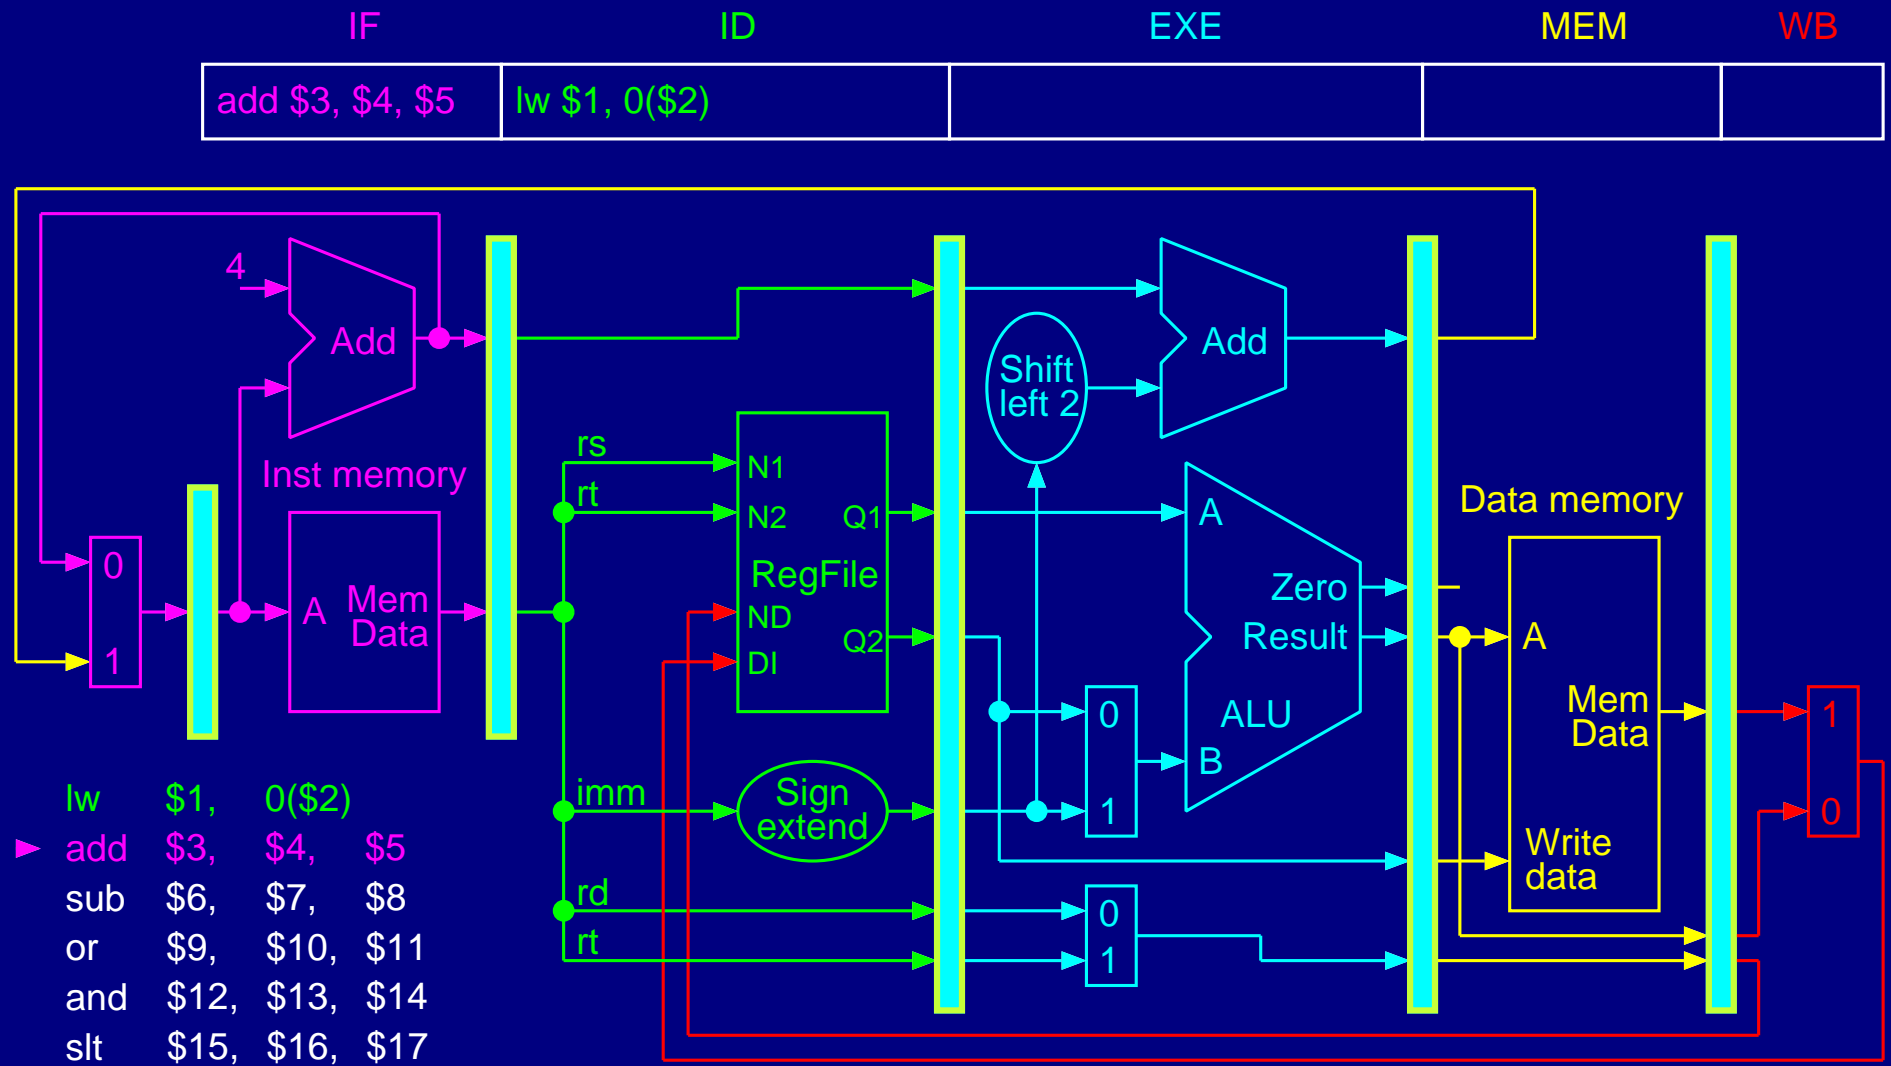 IF ID EXE MEM WB
add $3, $4, $5 lw $1, 0($2)
4
Add
Add
Shift
left 2
rs
N1
Inst memory
rt
N2 Q1
A
Data memory
0
RegFile
Zero
A Mem
Data
ND
Q2
Result
A
1
DI
Mem
Data
0
ALU
1
B
lw $1, 0($2)
imm
Sign
extend
1
0
add $3, $4, $5
Write
data
sub $6, $7, $8
rd
0
or $9, $10, $11
rt
1
and $12, $13, $14
slt $15, $16, $17